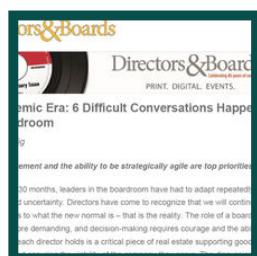 ors&Boards
Directors&Board
PRINT. DIGITAL. EVENTS.
emic Era: 6 Difficult Conversations Happe
droom
ig
ement and the ability to be strategically agile are top priorities
30 months, leaders in the boardroom have had to adapt repeatedly
d uncertainty. Directors have come to recognize that we will contin
s to what the new normal is – that is the reality. The role of a board
ore demanding, and decision-making requires courage and the abi
each director holds is a critical piece of real estate supporting good